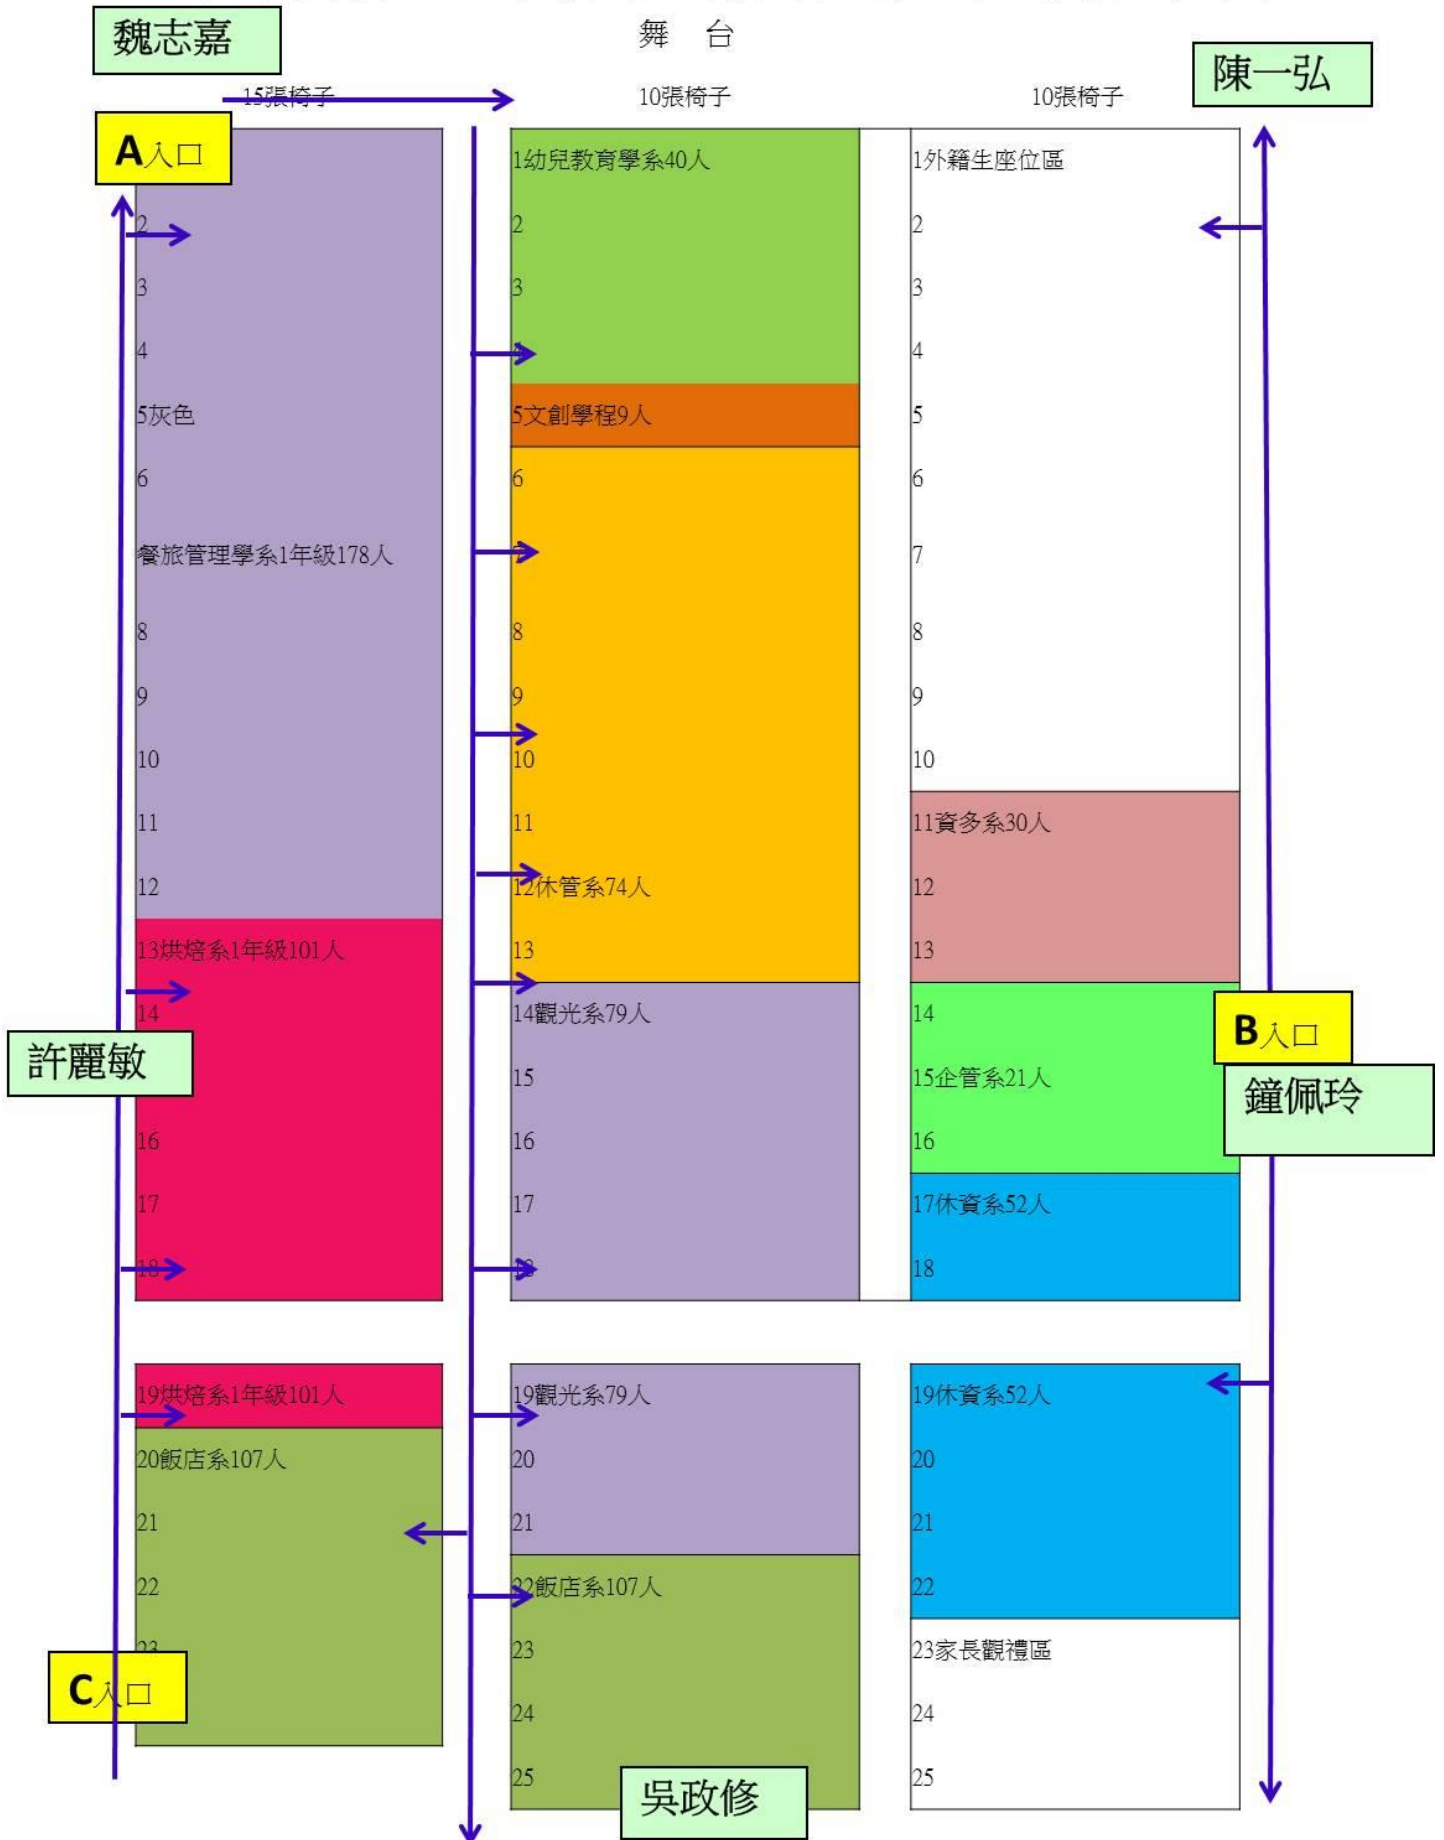 魏志嘉
舞 台
陳一弘
15張椅子
10張椅子
10張椅子
A入口
2
3
4
5灰色
6
餐旅管理學系1年級178人
8
9
10
11
12
13烘焙系1年級101人
14
許麗敏
16
17
18
19烘焙系1年級101人
20飯店系107人
21
22
23
C入口
1幼兒教育學系40人
2
3
4
5文創學程9人
6
7
8
9
10
11
12休管系74人
13
14觀光系79人
15
16
17
18
19觀光系79人
20
21
22飯店系107人
23
24
25
吳政修
1外籍生座位區
2
3
4
5
6
7
8
9
10
11資多系30人
12
13
14
15企管系21人
16
17休資系52人
18
19休資系52人
20
21
22
23家長觀禮區
24
25
B入口
鐘佩玲